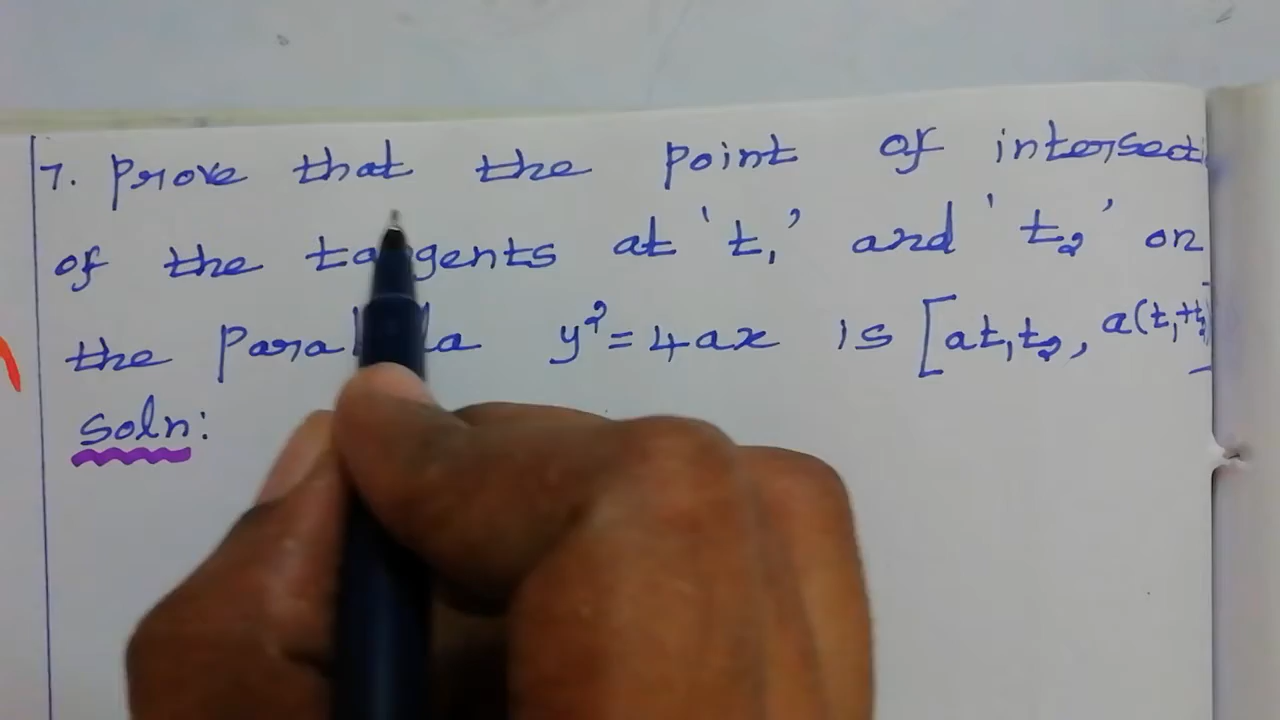 7. Prove that the point of intersecti
of the tangents at 't₁' and 't₂' on
the Parabola y² = 4ax is [at₁t₂, a(t₁+t₂)]
Soln: